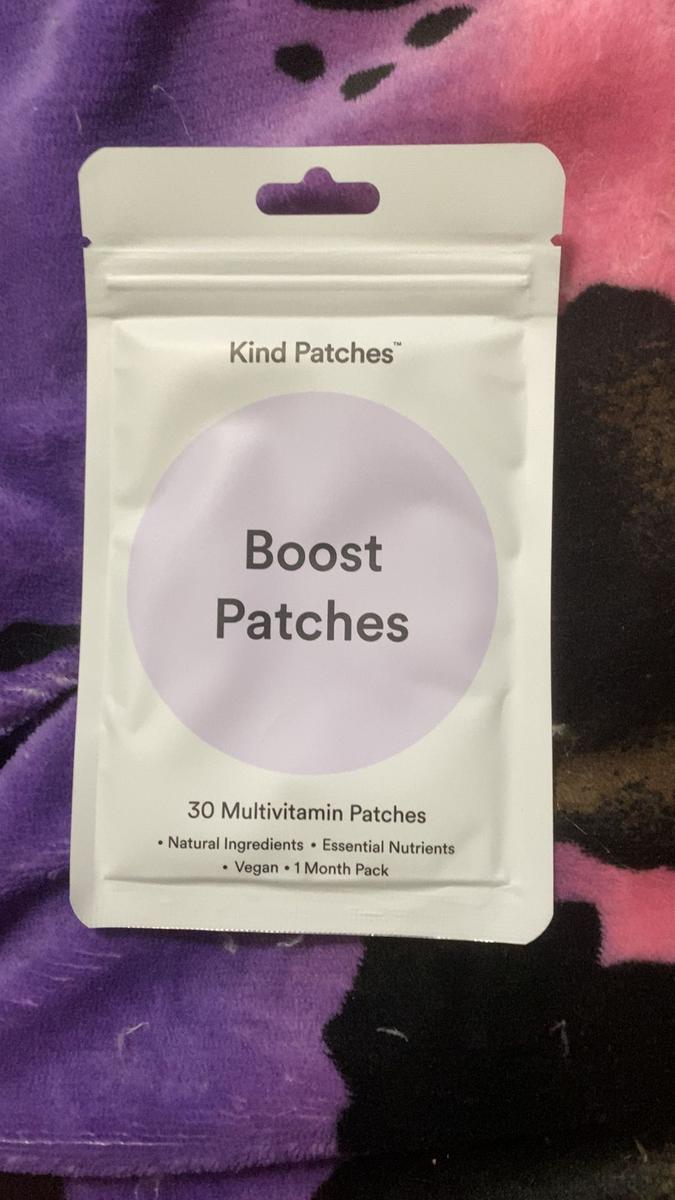 Kind Patches™
Boost
Patches
30 Multivitamin Patches
• Natural Ingredients • Essential Nutrients
• Vegan • 1 Month Pack